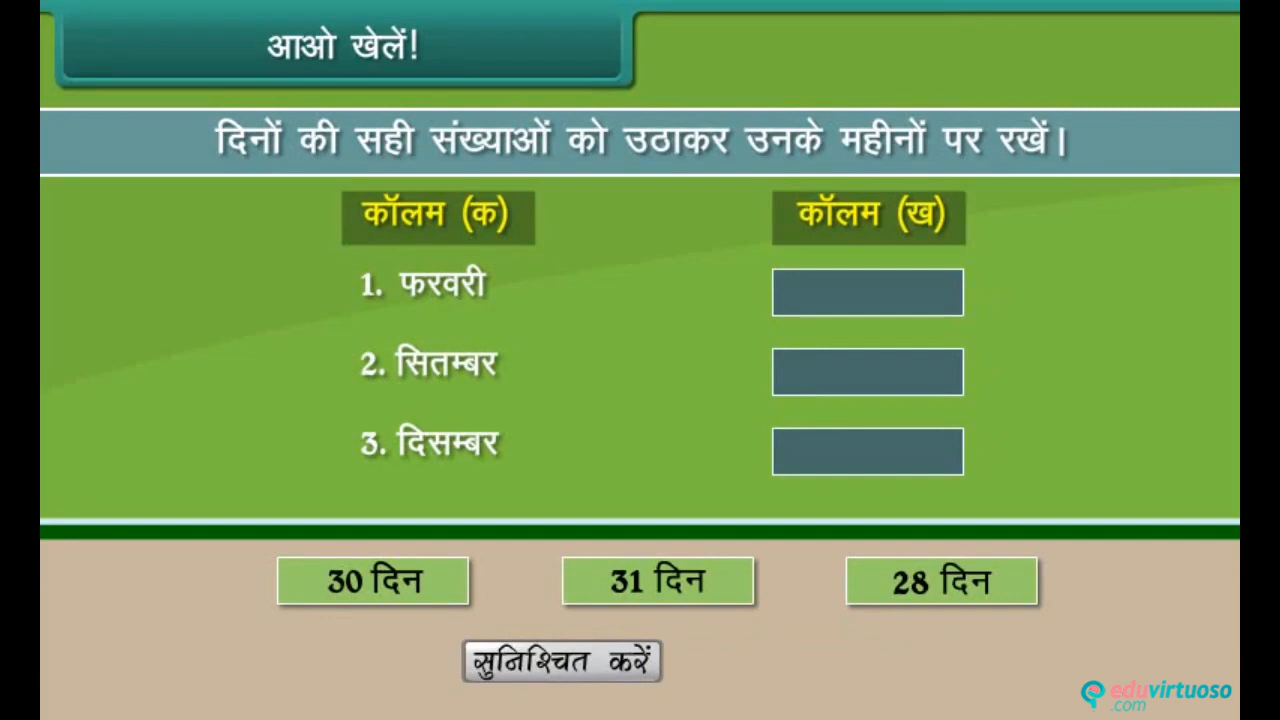 आओ खेलें!
दिनों की सही संख्याओं को उठाकर उनके महीनों पर रखें।
कॉलम (क) कॉलम (ख)
1. फरवरी
2. सितम्बर
3. दिसम्बर
30 दिन 31 दिन 28 दिन
सुनिश्चित करें
eduvirtuoso
.com